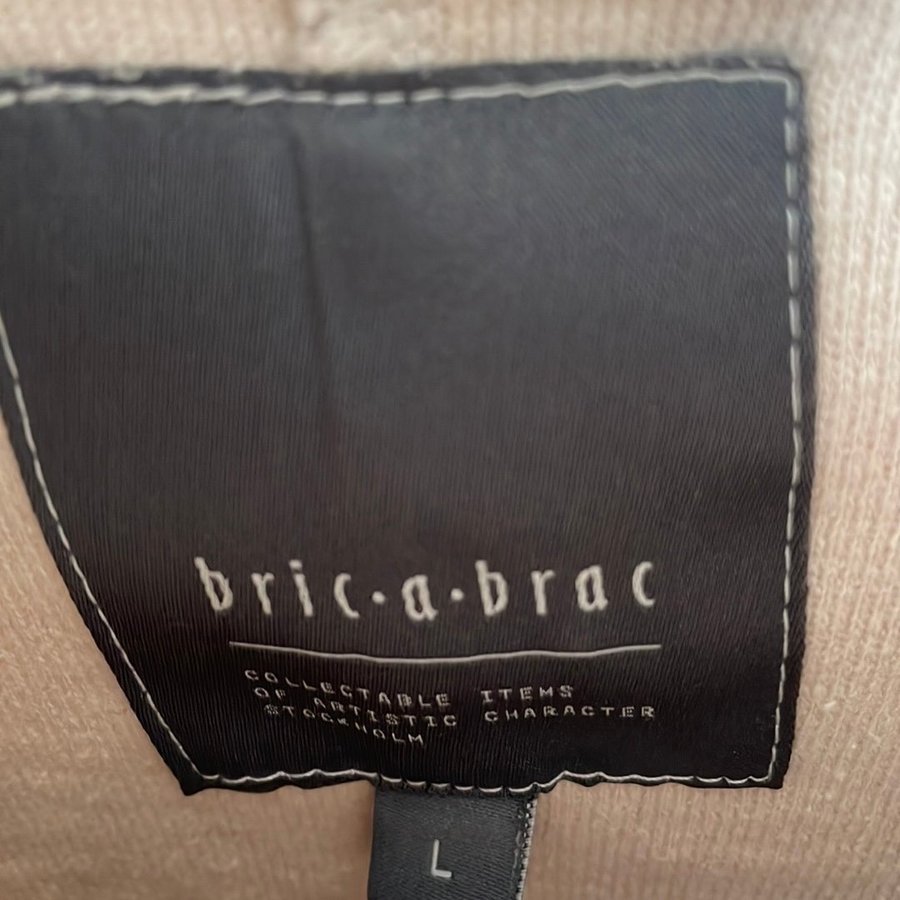 bric·a·brac
COLLECTABLE ITEMS
OF ARTISTIC CHARACTER
STOCKHOLM
L